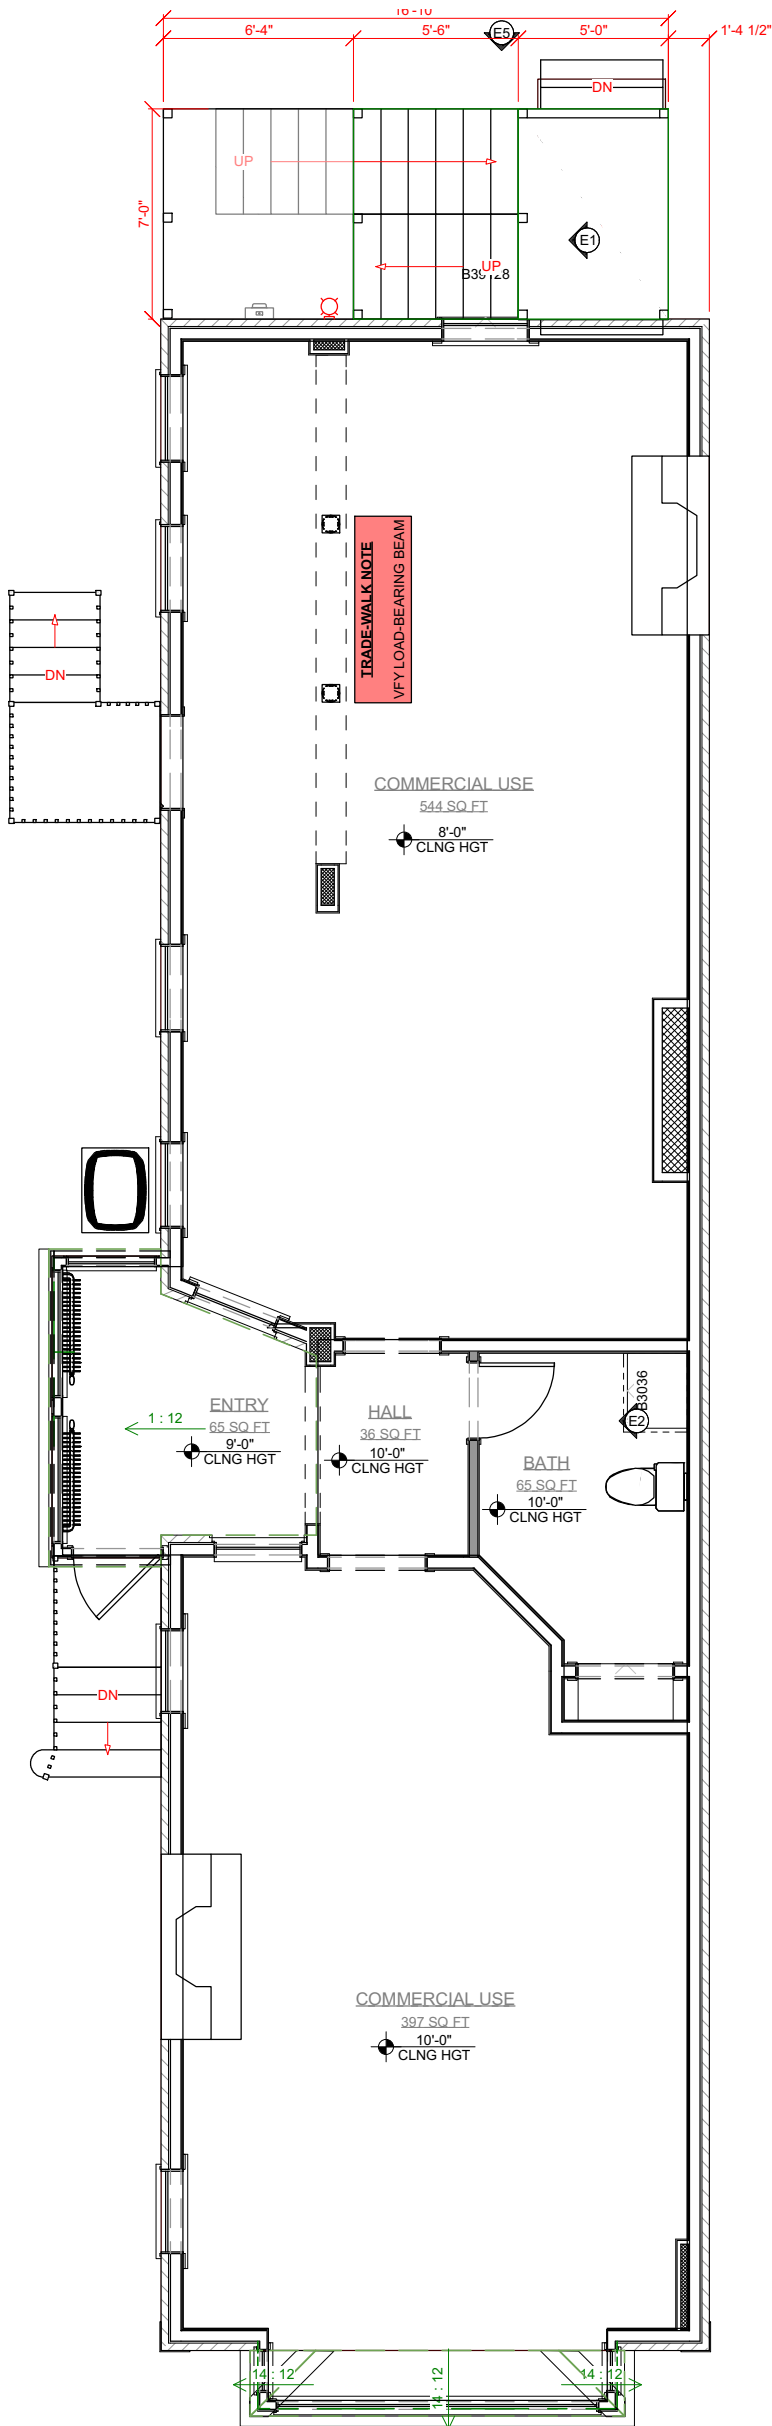 16'-10"
6'-4"
5'-6"
E5
5'-0"
1'-4 1/2"
DN
UP
7'-0"
E1
UP
TRADE-WALK NOTE
VFY LOAD-BEARING BEAM
DN
COMMERCIAL USE
544 SQ FT
8'-0"
CLNG HGT
B3036
E2
1 : 12
ENTRY
65 SQ FT
9'-0"
CLNG HGT
HALL
36 SQ FT
10'-0"
CLNG HGT
BATH
65 SQ FT
10'-0"
CLNG HGT
DN
COMMERCIAL USE
397 SQ FT
10'-0"
CLNG HGT
14 : 12
14 : 12
14 : 12